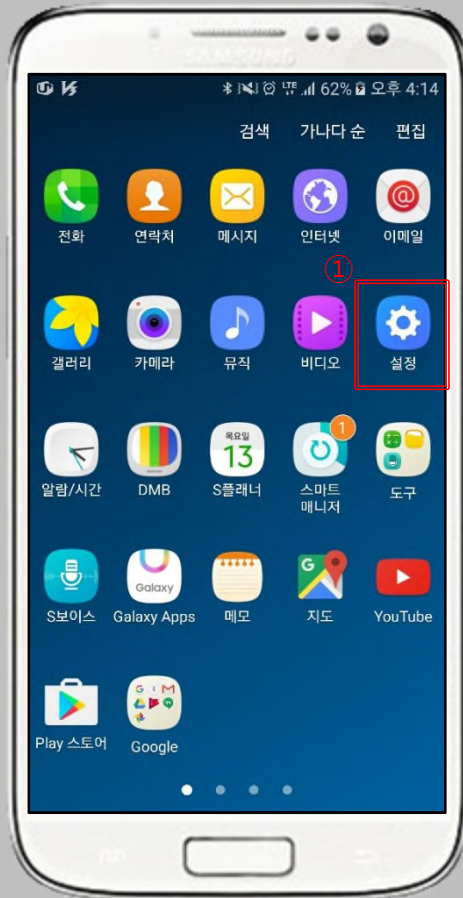 SAMSUNG
LTE 62% 오후 4:14
검색 가나다 순 편집
전화 연락처 메시지 인터넷 이메일
①
갤러리 카메라 뮤직 비디오 설정
목요일
13
1
알람/시간 DMB S플래너 스마트 매니저 도구
Galaxy
G
S보이스 Galaxy Apps 메모 지도 YouTube
G M
Play 스토어 Google